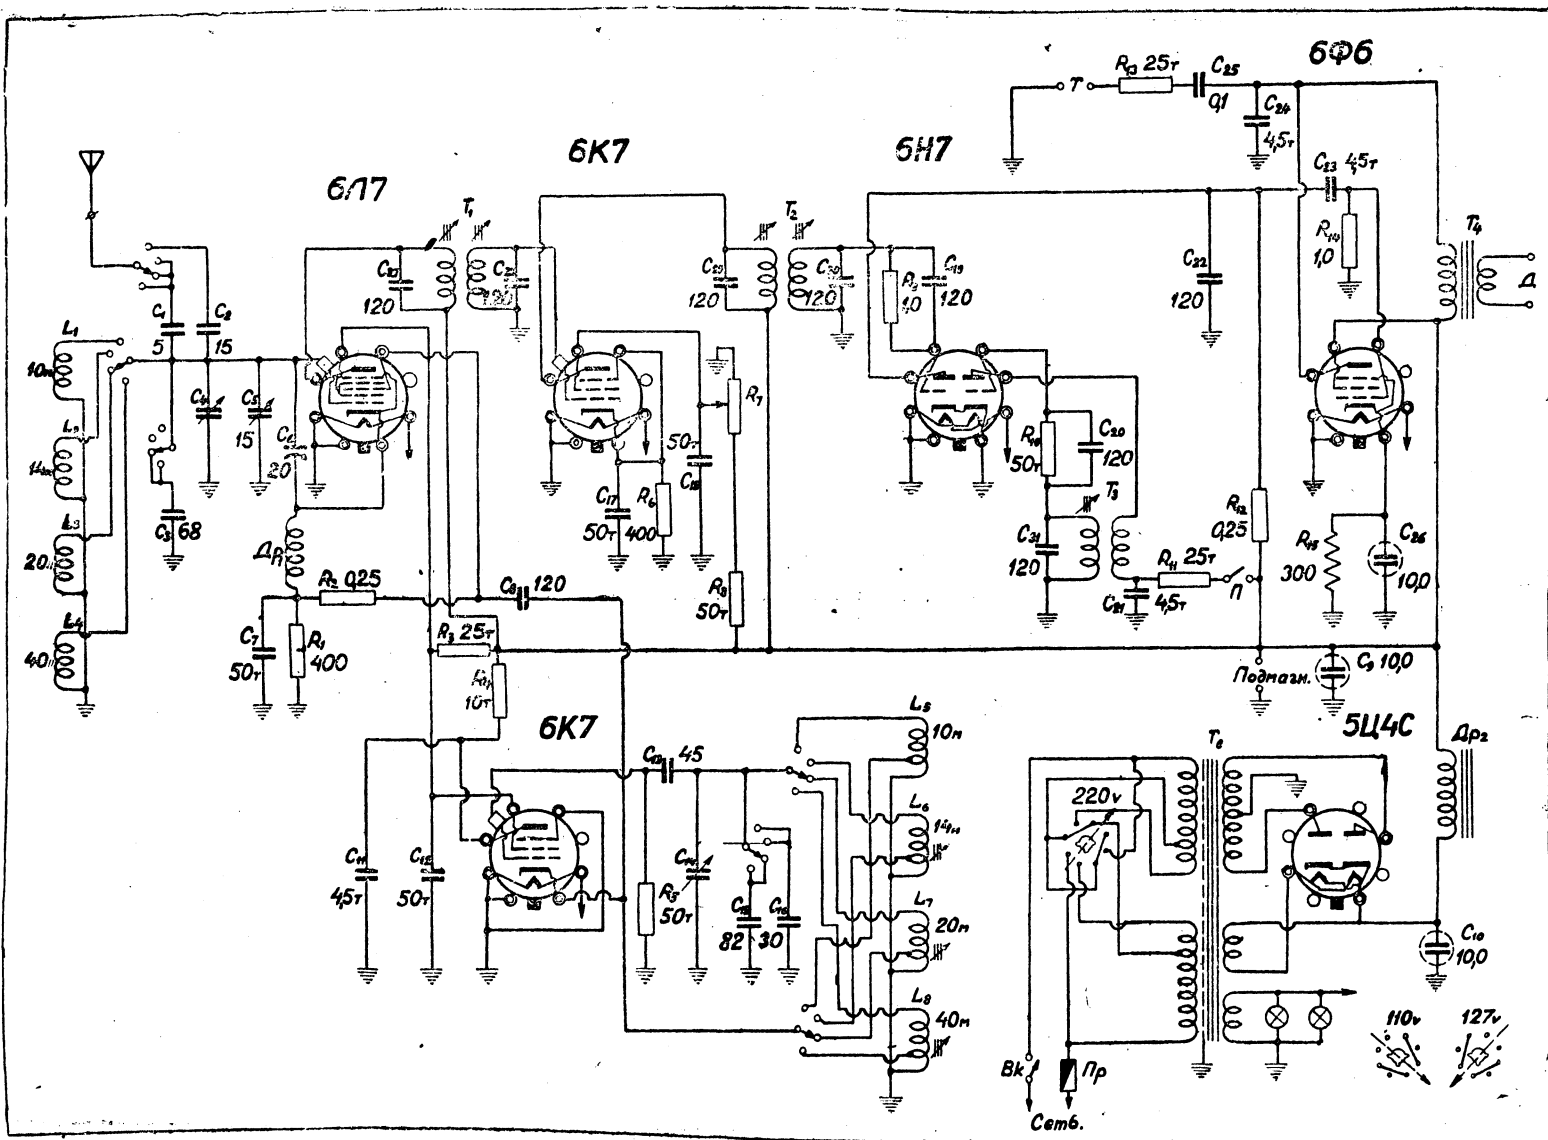 6Ф6
R₁₃ 25т
C₂₅
0,1
T
C₂₄
4,5т
6К7
6Н7
6Л7
C₂₃ 4,5т
R₁₄
1,0
T₁
T₂
T₄
Д
C₂₇
120
120
C₂₉
120
C₃₀
120
C₁₉
120
C₂₂
120
C₁
5
C₂
15
L₁
10м
C₄
C₅
15
C₆
20
R₇
L₂
14м
50т
C₁₈
C₁₇
50т
R₆
400
R₁₀
50т
C₂₀
120
T₃
R₁₂
0,25
L₃
20м
C₃ 68
Др₁
C₃₁
120
R₁₁ 25т
П
C₂₁
4,5т
R₁₅
300
C₂₆
10,0
R₂ 0,25
C₈ 120
R₈
50т
L₄
40м
C₇
50т
R₁
400
R₃ 25т
R₄
10т
Подмагн.
C₉ 10,0
6К7
L₅
10м
5Ц4С
T₆
Др₂
C₁₃ 45
220v
L₆
14м
C₁₁
4,5т
C₁₂
50т
R₅
50т
C₁₄
C₁₅
82
C₁₆
30
L₇
20м
C₁₀
10,0
L₈
40м
110v
127v
Вк
Пр
Сеть.